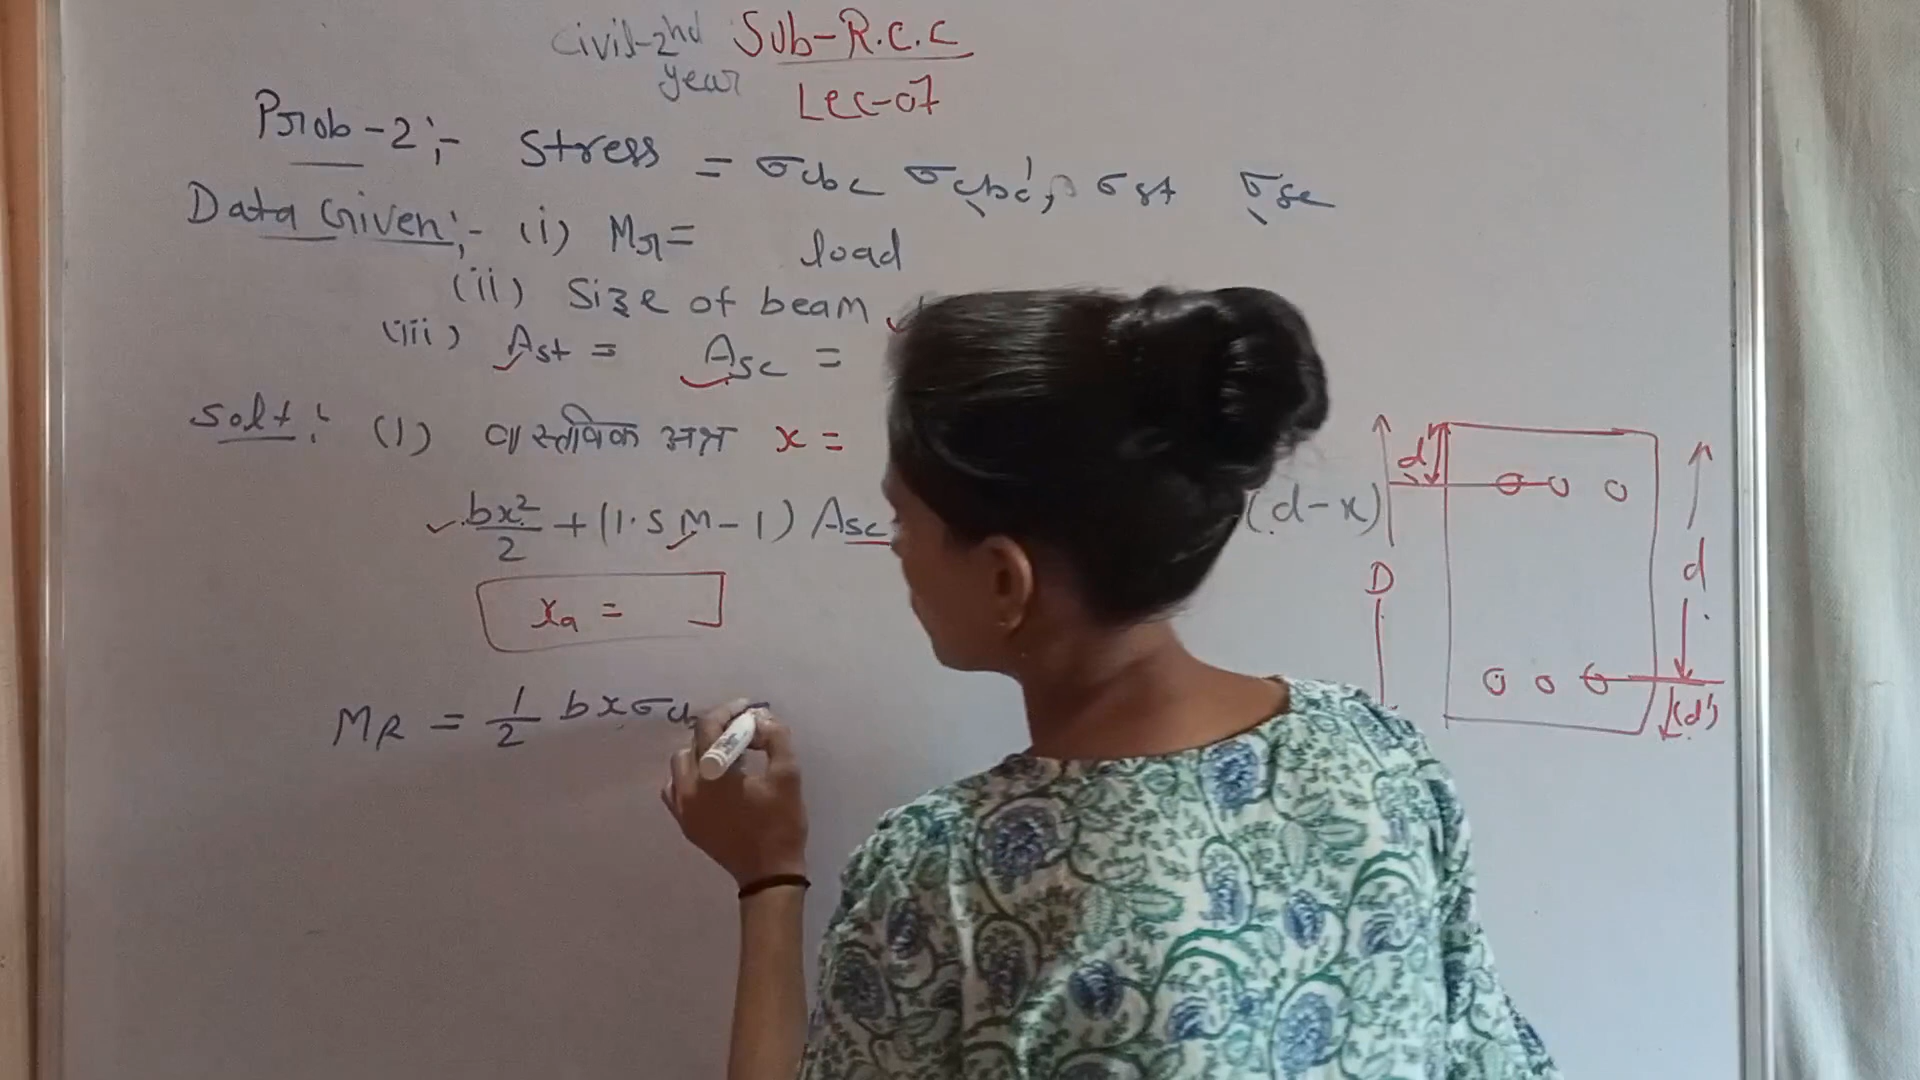 Civil-2nd year
Sub-R.C.C
Lec-07
Prob-2:- Stress = σcbc σcbc', σst σsc
Data Given:- (i) Mr= load
(ii) Size of beam
(iii) Ast = Asc =
Solt: (1) वास्तविक अक्ष x =
bx²/2 + (1.5m-1) Asc (d-x)
xa =
MR = 1/2 bxσcb
d'
D
d
(d')